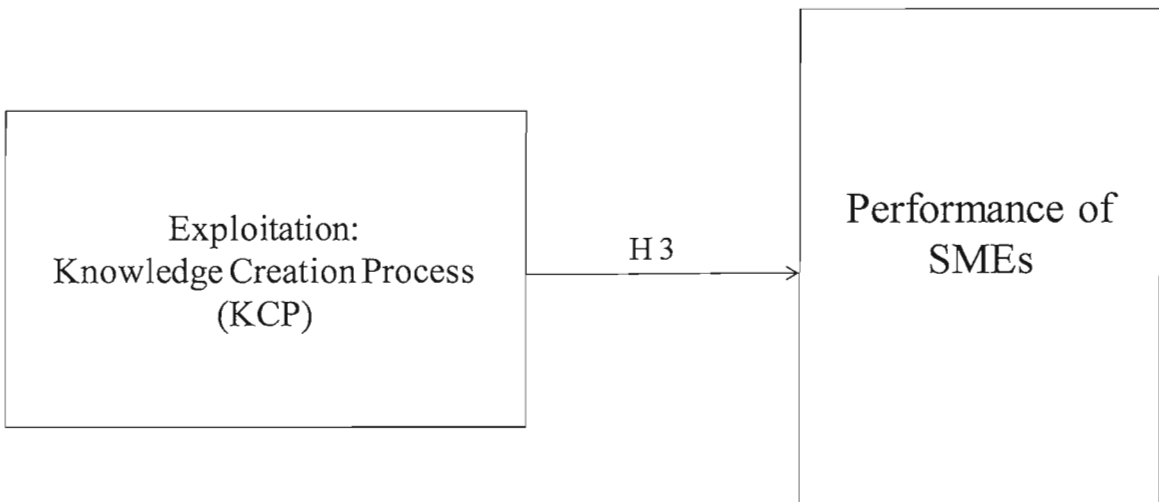 Exploitation:
Knowledge Creation Process
(KCP)
H3
Performance of
SMEs